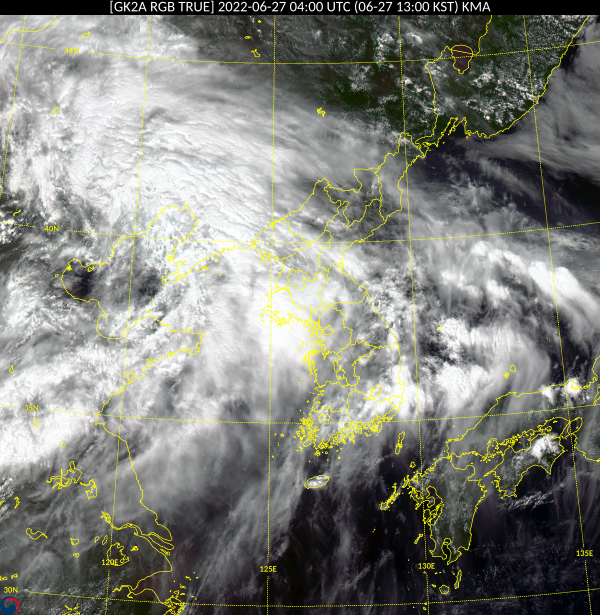 [GK2A RGB TRUE] 2022-06-27 04:00 UTC (06-27 13:00 KST) KMA
40N
35N
120E
125E
130E
135E
30N